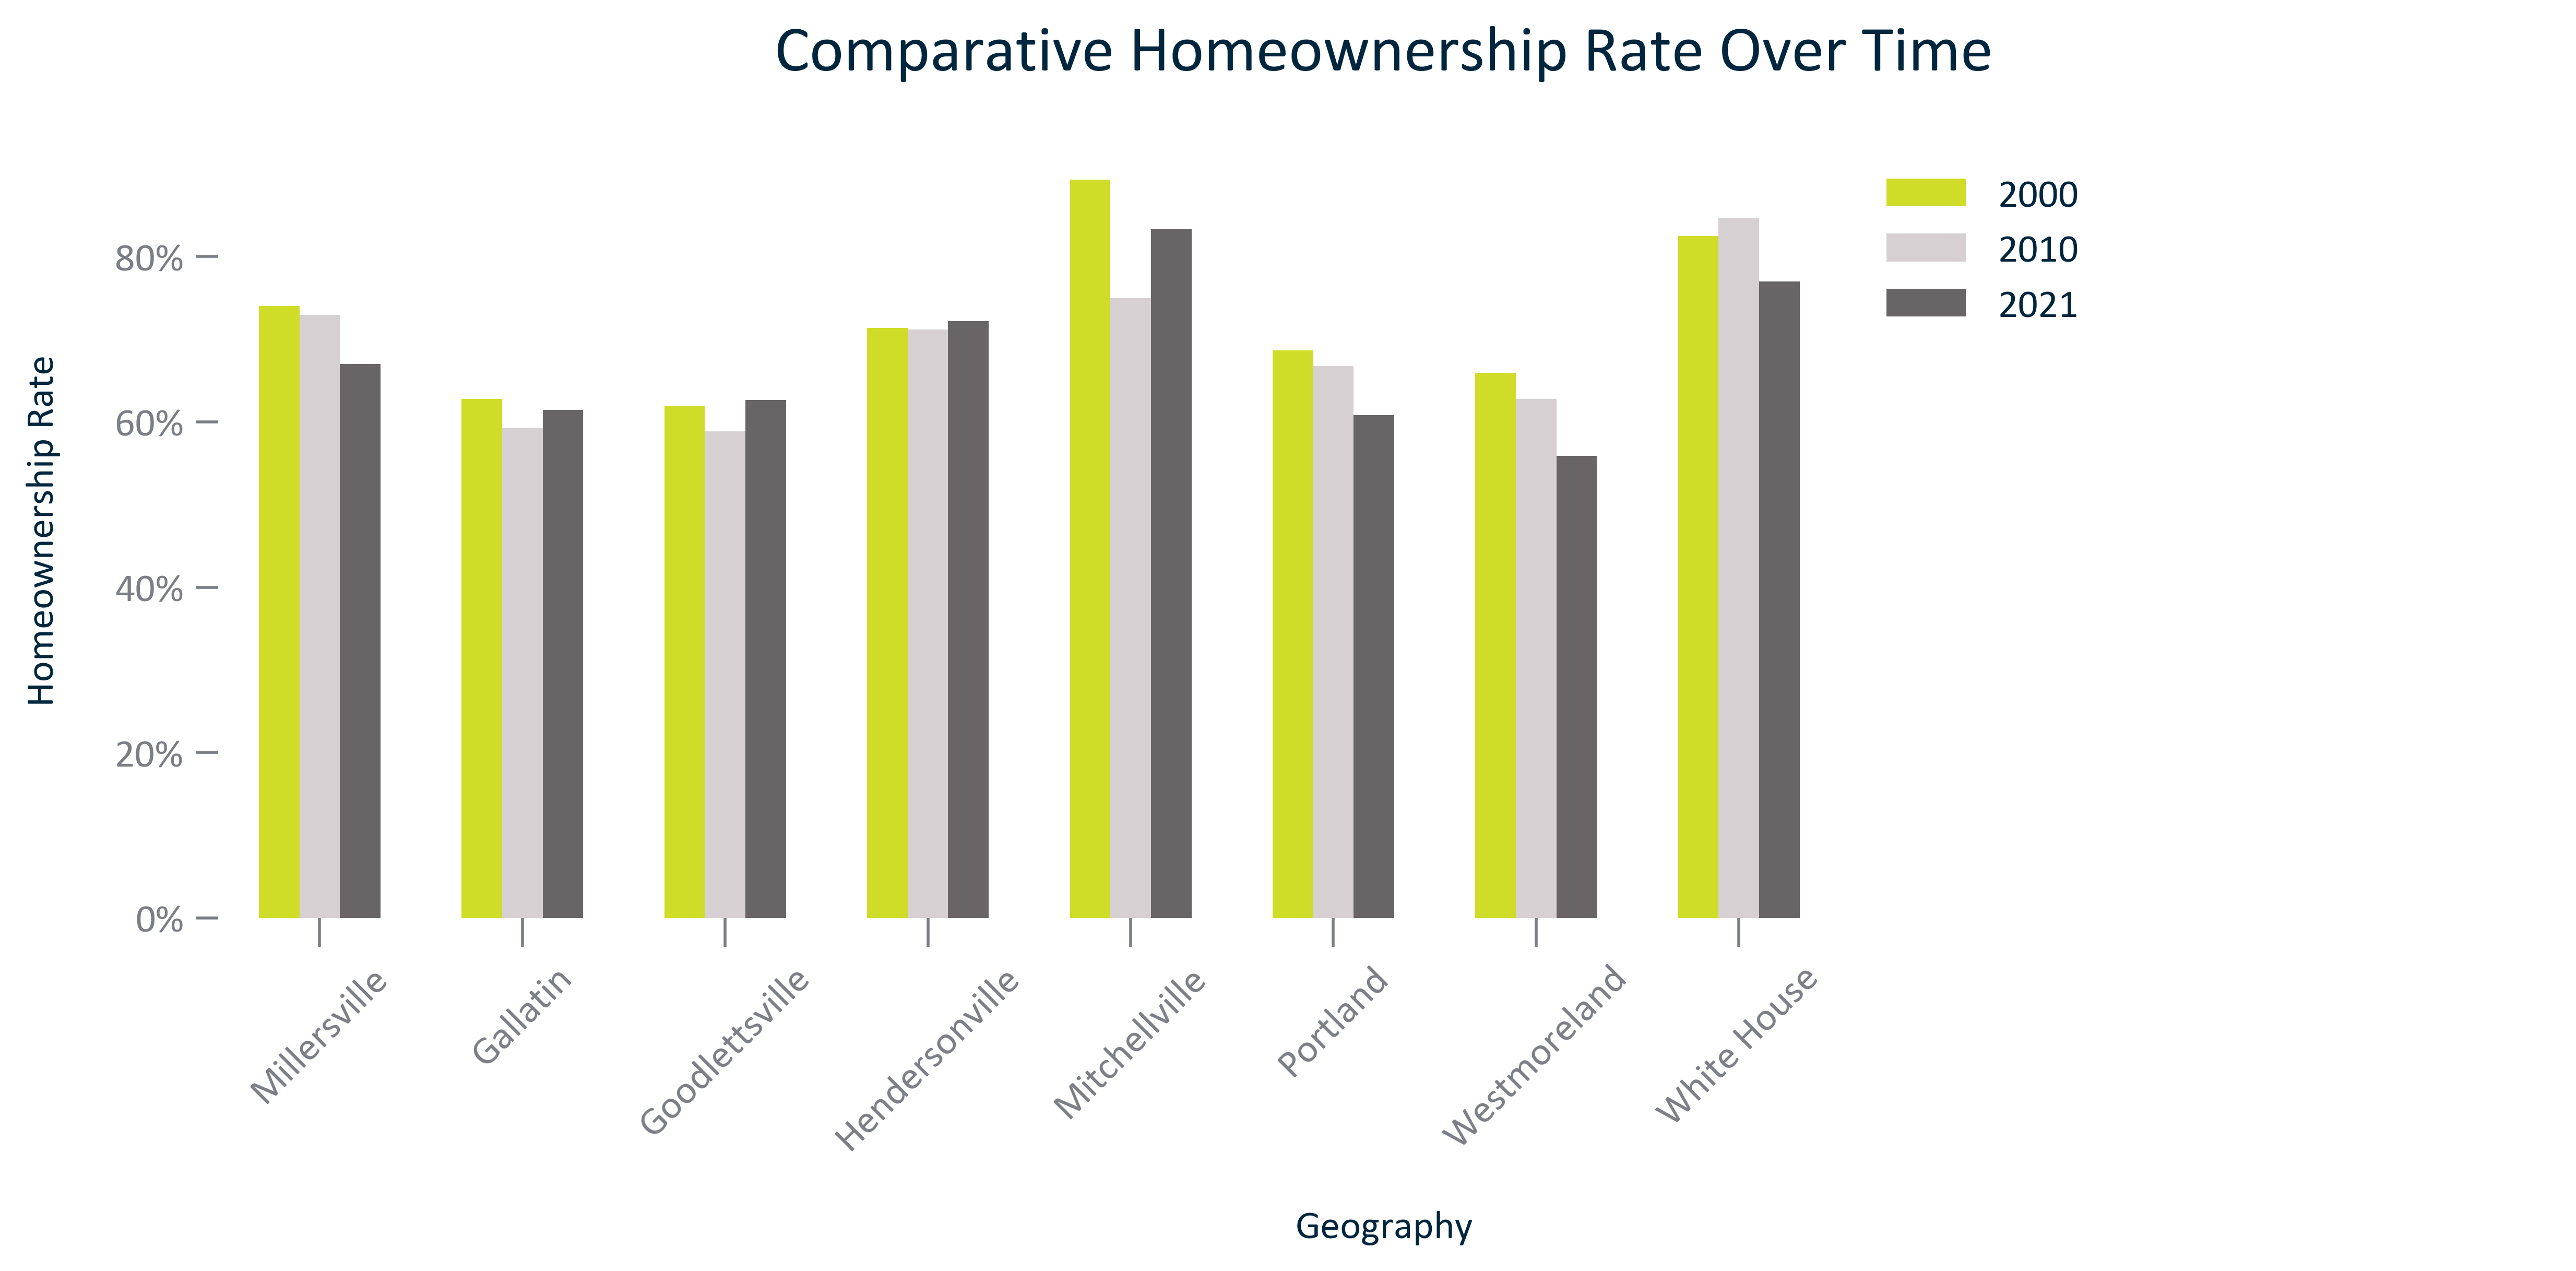 Comparative Homeownership Rate Over Time
2000
2010
2021
Homeownership Rate
80%
60%
40%
20%
0%
Millersville
Gallatin
Goodlettsville
Hendersonville
Mitchellville
Portland
Westmoreland
White House
Geography